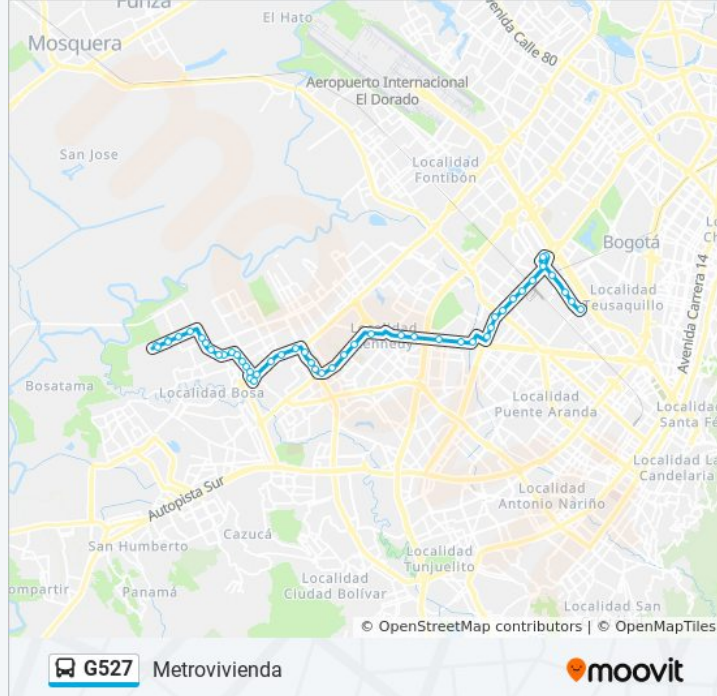 Funza
El Hato
Mosquera
Avenida Calle 80
Aeropuerto Internacional
El Dorado
San Jose
Localidad
Fontibón
Bogotá
Localidad
Teusaquillo
Avenida Carrera 14
Localidad
Kennedy
Bosatama
Localidad Bosa
Localidad
Puente Aranda
Localidad
Santa Fé
Localidad La
Candelaria
Autopista Sur
Localidad
Antonio Nariño
San Humberto
Cazucá
Localidad
Tunjuelito
Panamá
Localidad
Ciudad Bolívar
Localidad San
© OpenStreetMap contributors | © OpenMapTiles
G527 Metrovivienda
moovit